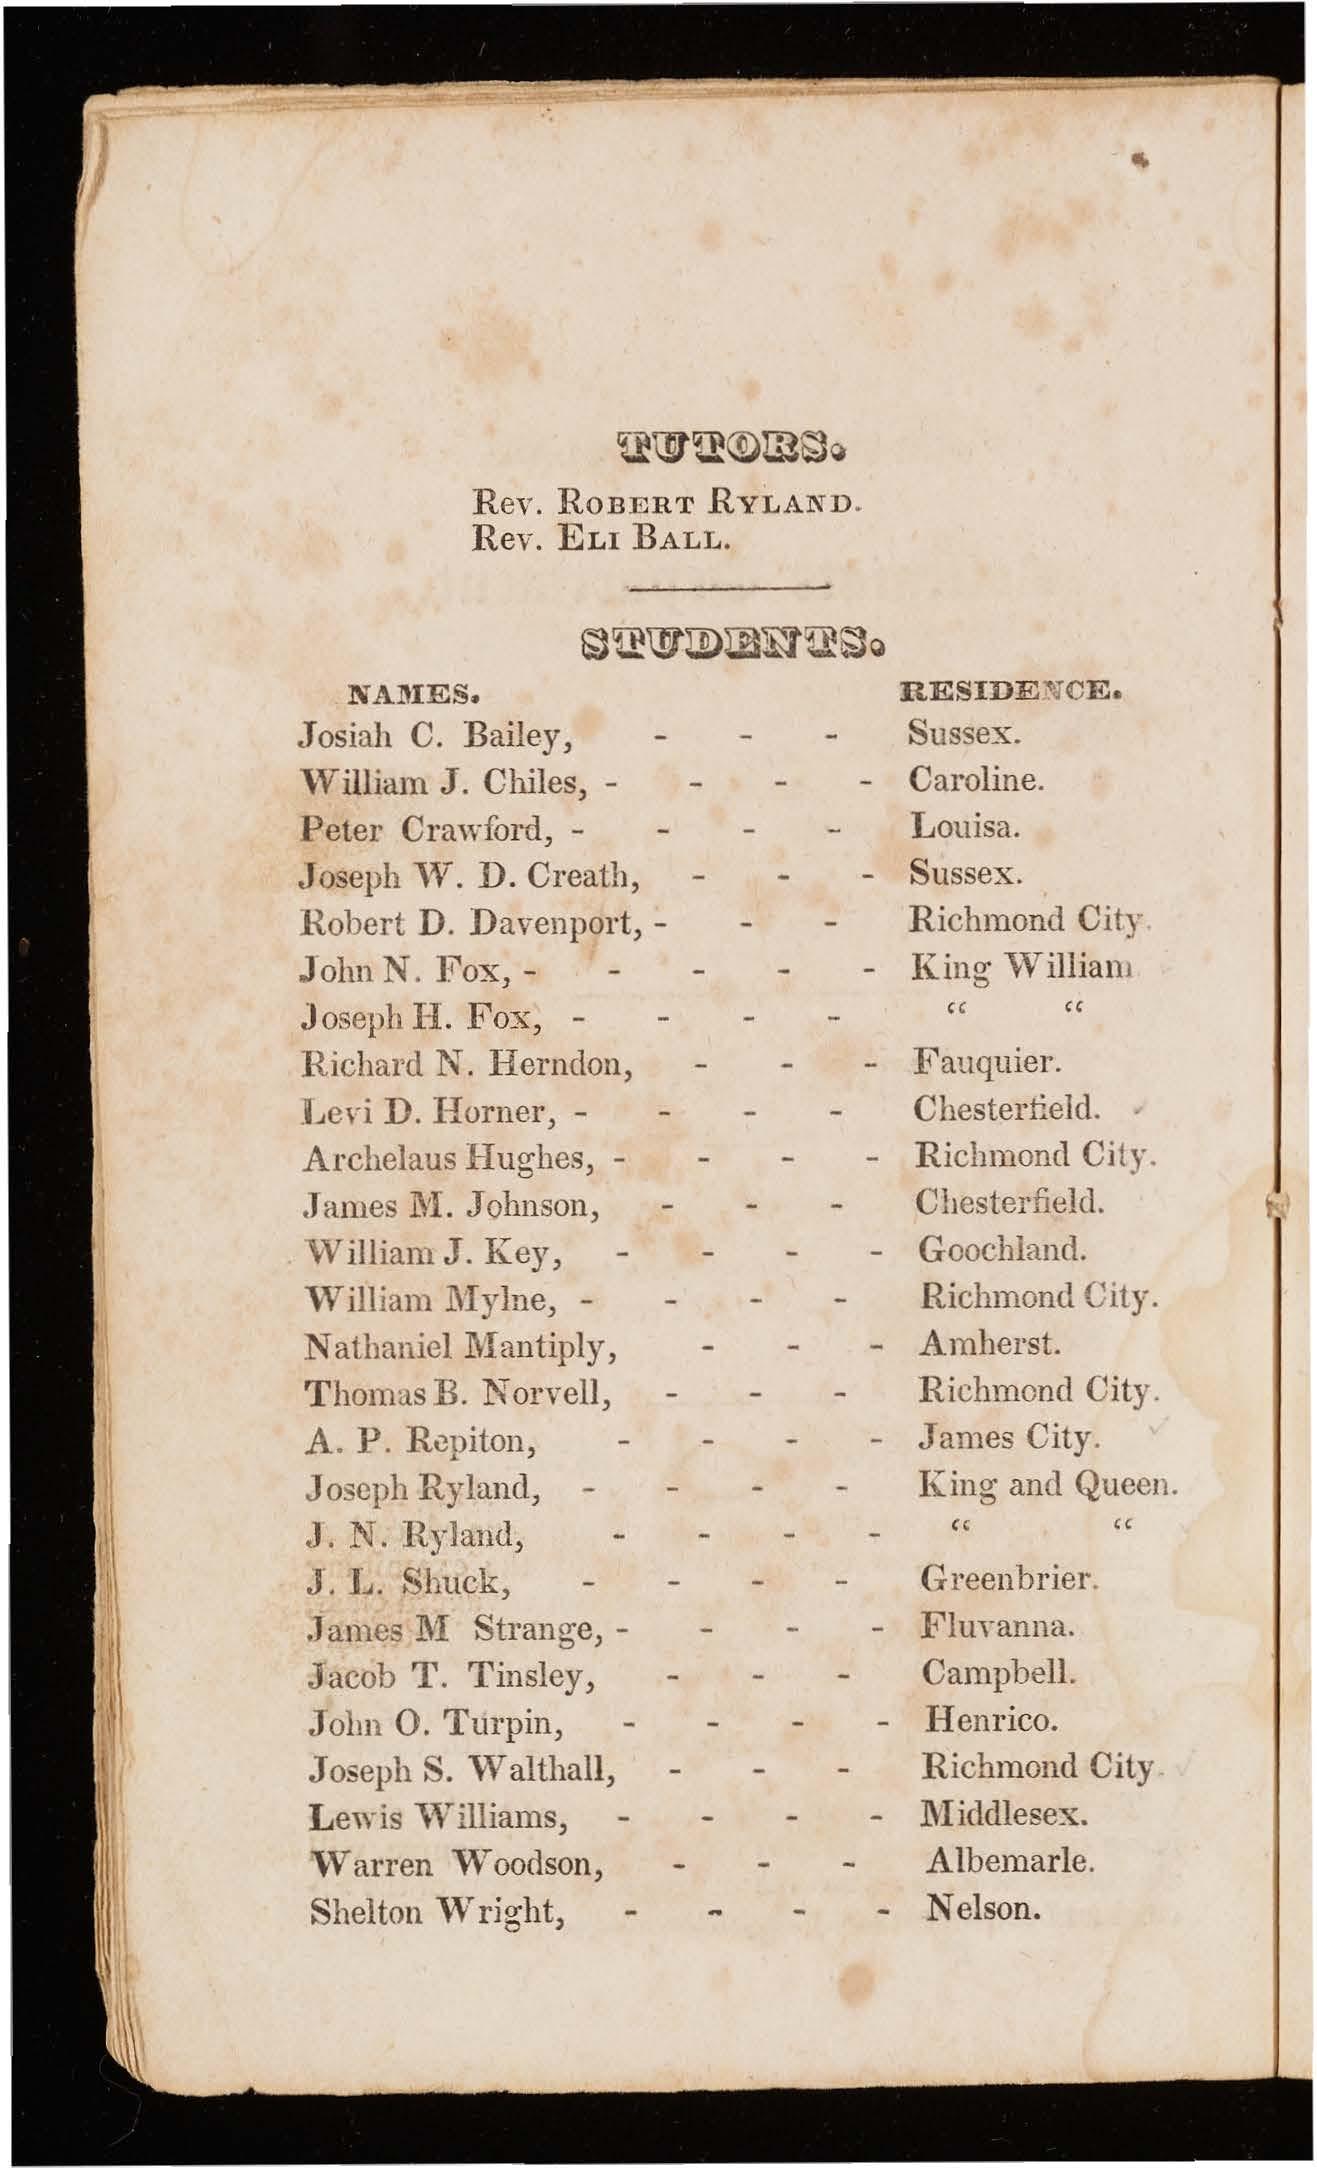 TUTORS.
Rev. ROBERT RYLAND.
Rev. ELI BALL.
STUDENTS.
NAMES. RESIDENCE.
Josiah C. Bailey, - - - Sussex.
William J. Chiles, - - - - Caroline.
Peter Crawford, - - - - Louisa.
Joseph W. D. Creath, - - - Sussex.
Robert D. Davenport, - - - Richmond City.
John N. Fox, - - - - - King William
Joseph H. Fox, - - - - “ “
Richard N. Herndon, - - - Fauquier.
Levi D. Horner, - - - - Chesterfield.
Archelaus Hughes, - - - - Richmond City.
James M. Johnson, - - - Chesterfield.
William J. Key, - - - - Goochland.
William Mylne, - - - - Richmond City.
Nathaniel Mantiply, - - - Amherst.
Thomas B. Norvell, - - - Richmond City.
A. P. Repiton, - - - - James City.
Joseph Ryland, - - - - King and Queen.
J. N. Ryland, - - - - “ “
J. L. Shuck, - - - - Greenbrier.
James M Strange, - - - - Fluvanna.
Jacob T. Tinsley, - - - Campbell.
John O. Turpin, - - - - Henrico.
Joseph S. Walthall, - - - Richmond City.
Lewis Williams, - - - - Middlesex.
Warren Woodson, - - - Albemarle.
Shelton Wright, - - - - Nelson.